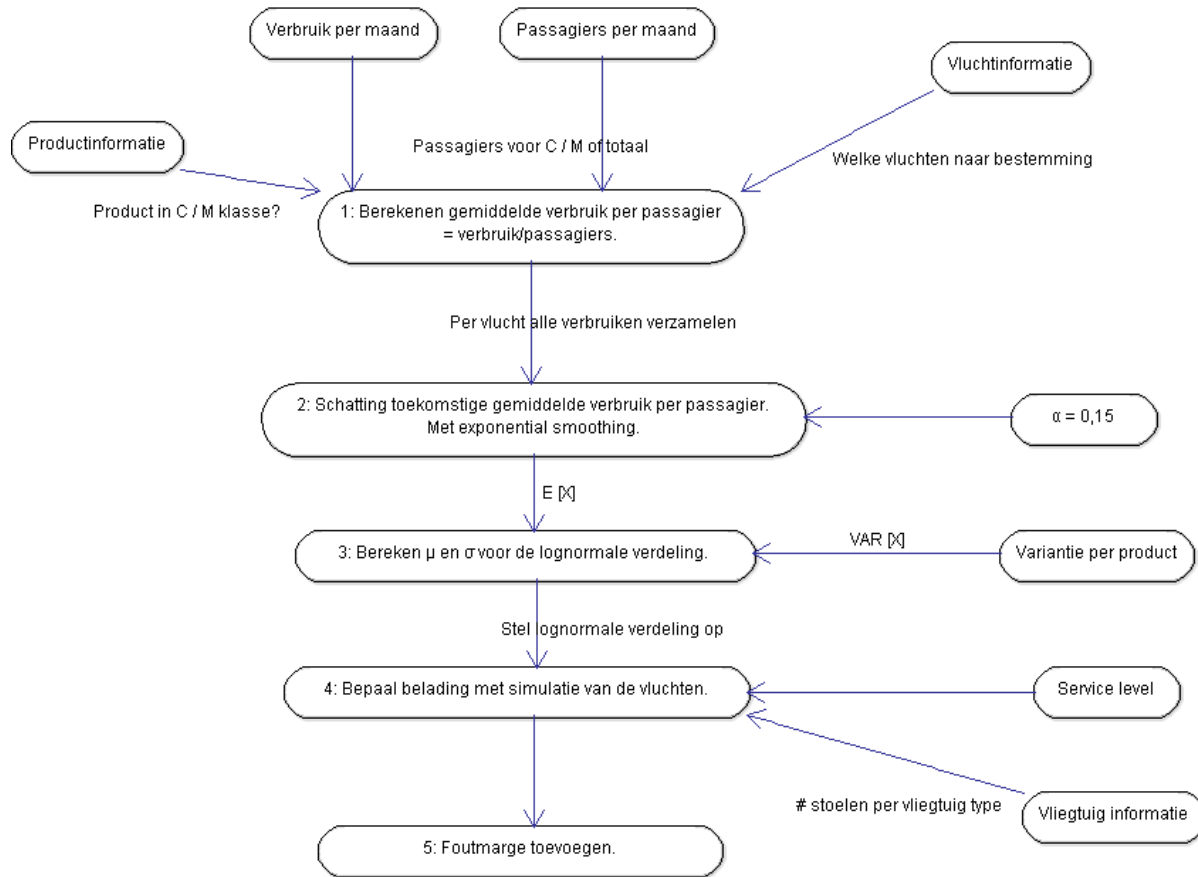 Verbruik per maand
Passagiers per maand
Vluchtinformatie
Productinformatie
Passagiers voor C / M of totaal
Welke vluchten naar bestemming
Product in C / M klasse?
1: Berekenen gemiddelde verbruik per passagier
= verbruik/passagiers.
Per vlucht alle verbruiken verzamelen
2: Schatting toekomstige gemiddelde verbruik per passagier.
Met exponential smoothing.
α = 0,15
E [X]
3: Bereken μ en σ voor de lognormale verdeling.
VAR [X]
Variantie per product
Stel lognormale verdeling op
4: Bepaal belading met simulatie van de vluchten.
Service level
# stoelen per vliegtuig type
Vliegtuig informatie
5: Foutmarge toevoegen.